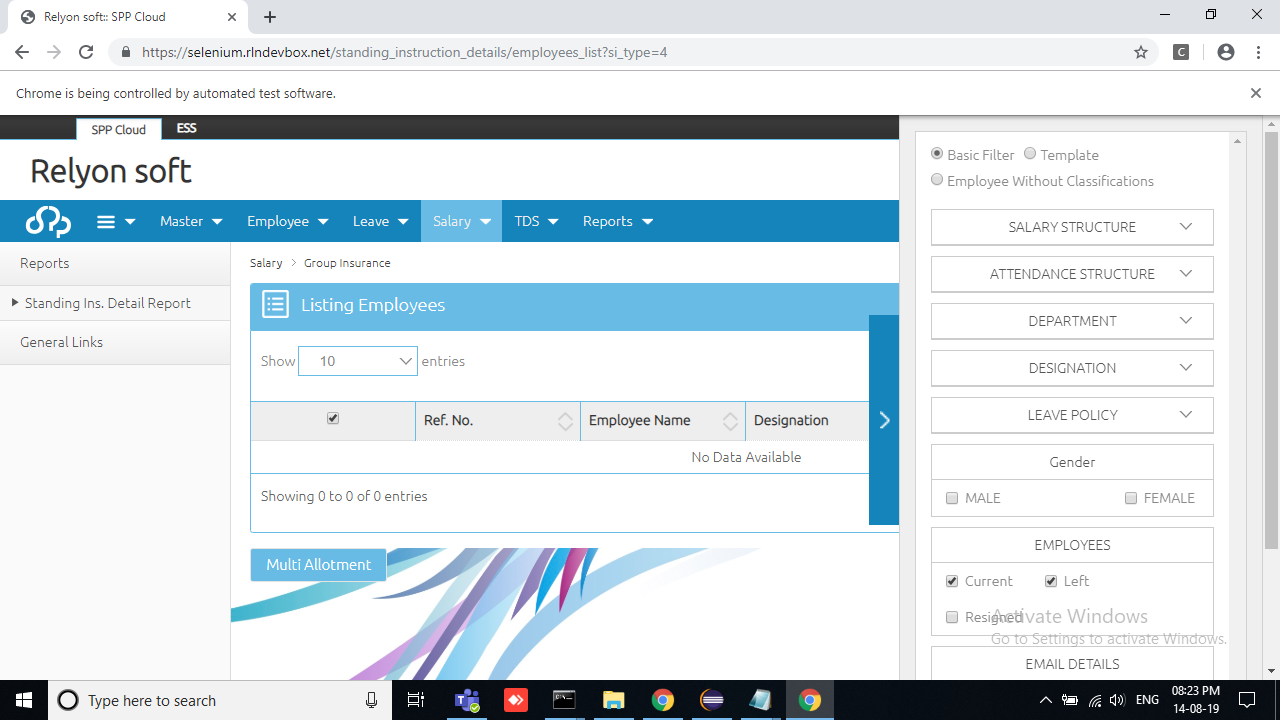 Relyon soft:: SPP Cloud
https://selenium.rlndevbox.net/standing_instruction_details/employees_list?si_type=4
C
Chrome is being controlled by automated test software.
SPP Cloud
ESS
Relyon soft
Master
Employee
Leave
Salary
TDS
Reports
Reports
Standing Ins. Detail Report
General Links
Salary > Group Insurance
Listing Employees
Show 10 entries
Ref. No.
Employee Name
Designation
No Data Available
Showing 0 to 0 of 0 entries
Multi Allotment
Basic Filter
Template
Employee Without Classifications
SALARY STRUCTURE
ATTENDANCE STRUCTURE
DEPARTMENT
DESIGNATION
LEAVE POLICY
Gender
MALE
FEMALE
EMPLOYEES
Current
Left
Resigned
EMAIL DETAILS
Activate Windows
Go to Settings to activate Windows.
Type here to search
ENG
08:23 PM
14-08-19